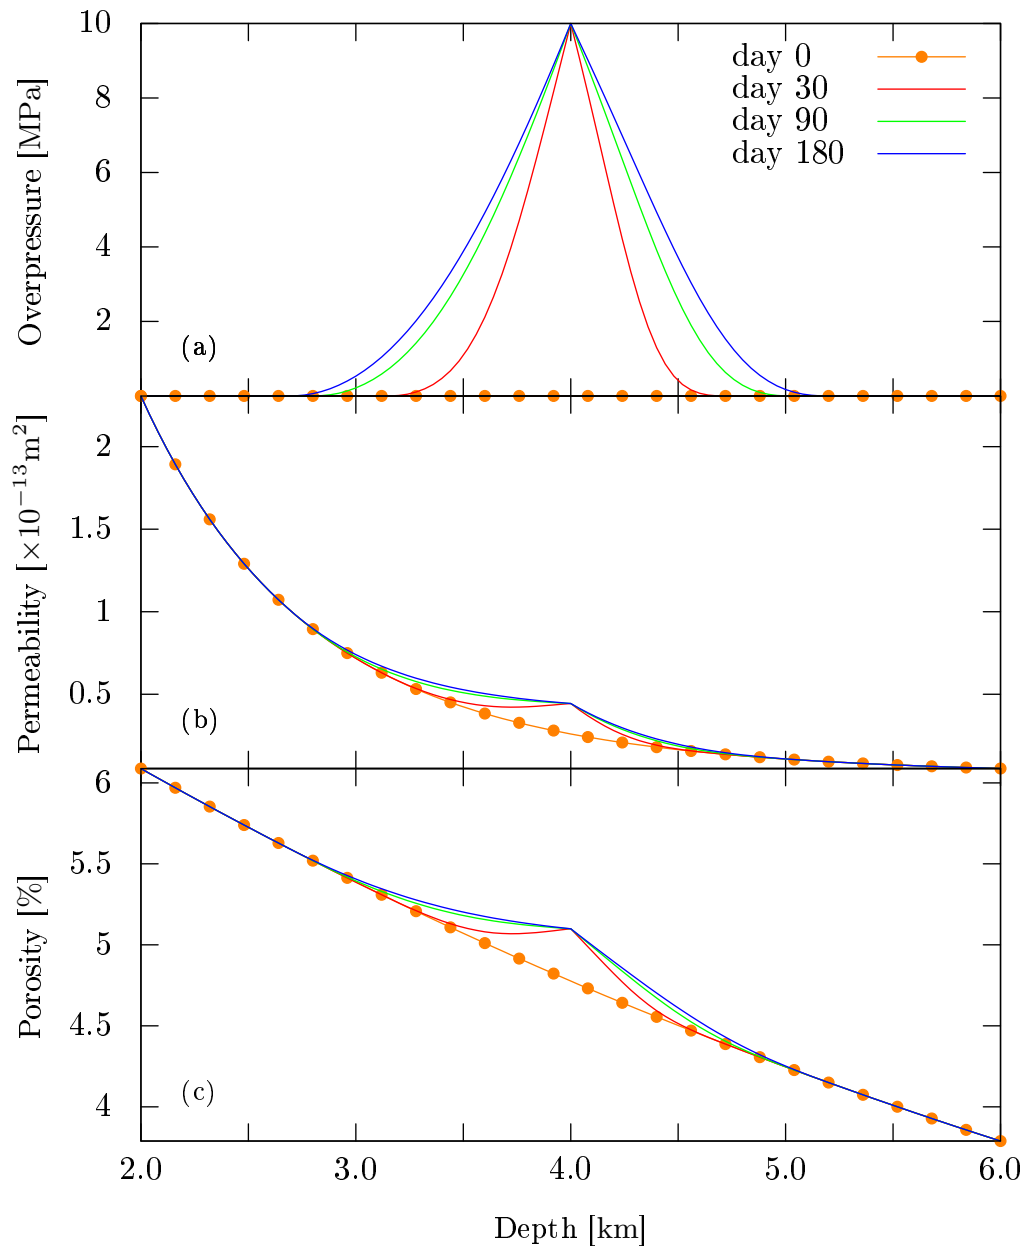 10
8
6
4
2
Overpressure [MPa]
day 0
day 30
day 90
day 180
(a)
2
1.5
1
0.5
Permeability [×10⁻¹³m²]
(b)
6
5.5
5
4.5
4
Porosity [%]
(c)
2.0 3.0 4.0 5.0 6.0
Depth [km]